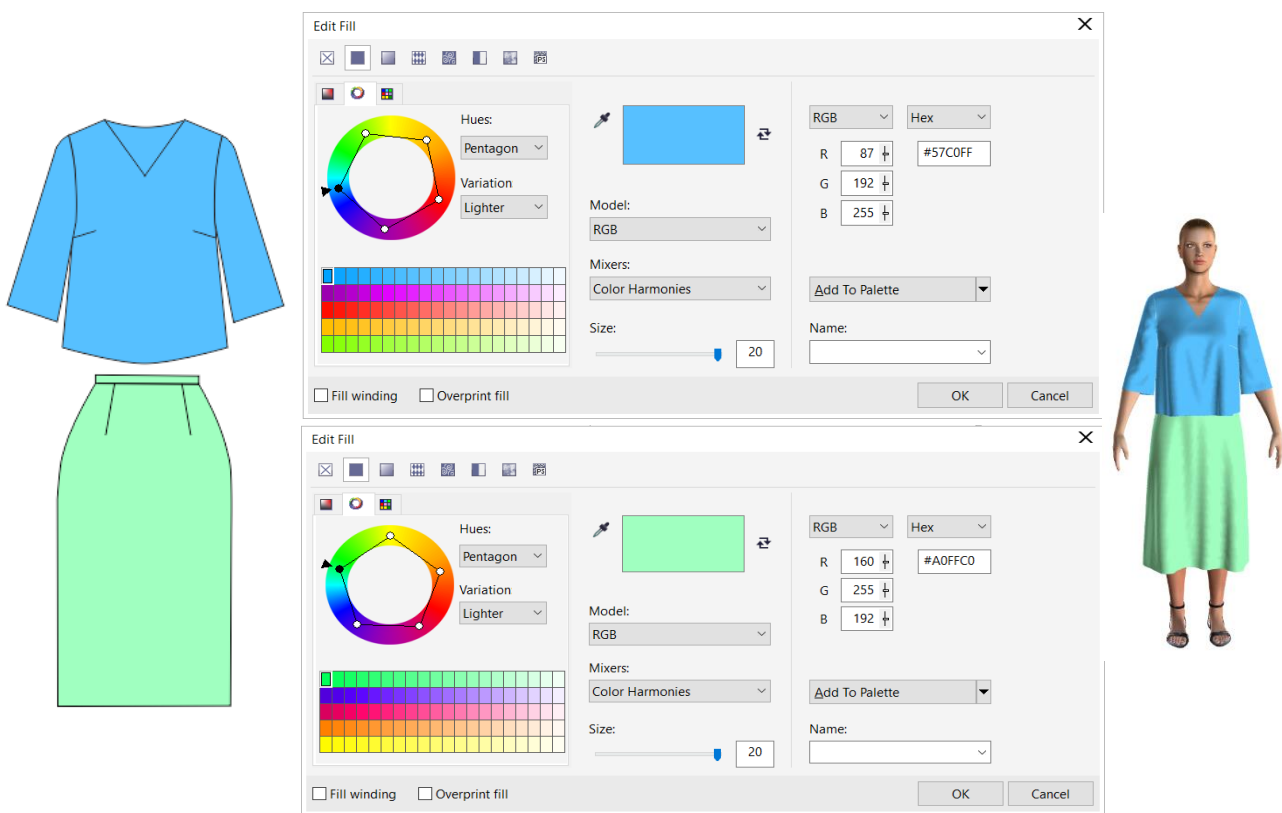 Edit Fill
PS
Hues:
Pentagon
Variation
Lighter
Model:
RGB
Mixers:
Color Harmonies
Size:
20
RGB Hex
R 87 #57C0FF
G 192
B 255
Add To Palette
Name:
Fill winding Overprint fill OK Cancel
Edit Fill
PS
Hues:
Pentagon
Variation
Lighter
Model:
RGB
Mixers:
Color Harmonies
Size:
20
RGB Hex
R 160 #A0FFC0
G 255
B 192
Add To Palette
Name:
Fill winding Overprint fill OK Cancel